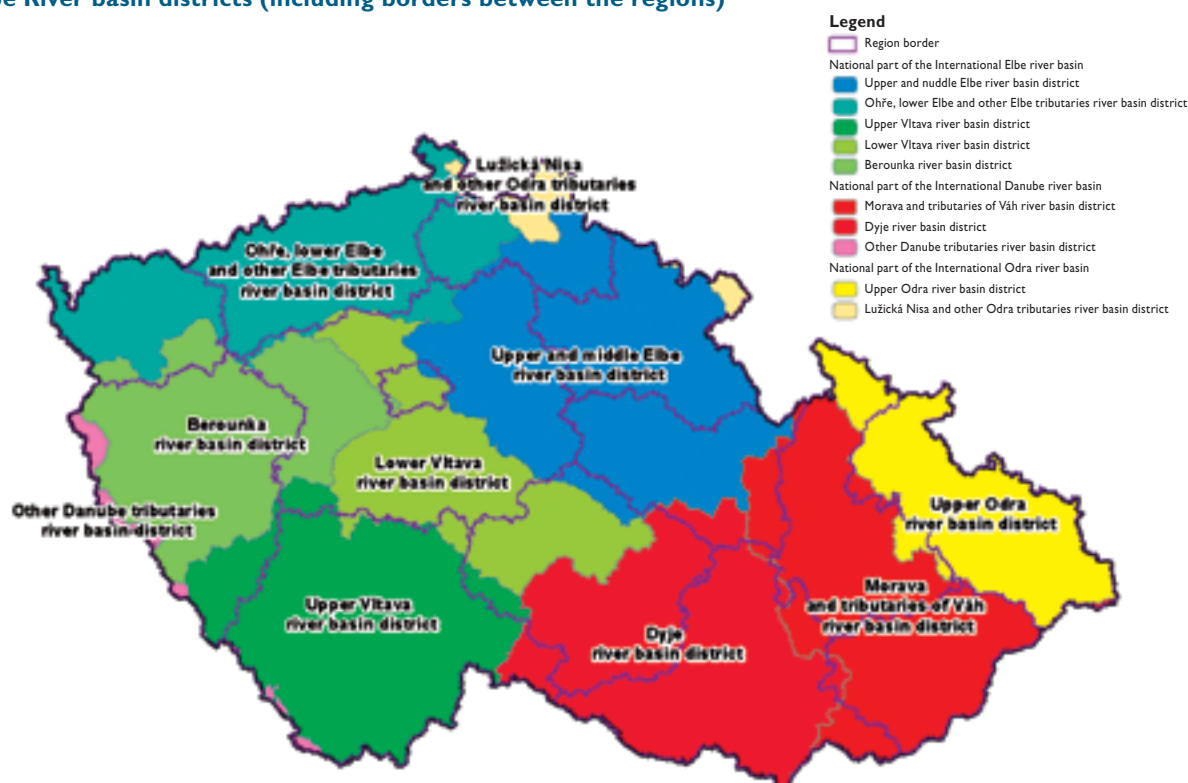 River basin districts (including borders between the regions)
Legend
Region border
National part of the International Elbe river basin
Upper and nuddle Elbe river basin district
Ohře, lower Elbe and other Elbe tributaries river basin district
Upper Vltava river basin district
Lower Vltava river basin district
Berounka river basin district
National part of the International Danube river basin
Morava and tributaries of Váh river basin district
Dyje river basin district
Other Danube tributaries river basin district
National part of the International Odra river basin
Upper Odra river basin district
Lužická Nisa and other Odra tributaries river basin district
Lužická Nisa
and other Odra tributaries
river basin district
Ohře, lower Elbe
and other Elbe tributaries
river basin district
Upper and middle Elbe
river basin district
Berounka
river basin district
Lower Vltava
river basin district
Other Danube tributaries
river basin district
Upper Odra
river basin district
Morava
and tributaries of Váh
river basin district
Upper Vltava
river basin district
Dyje
river basin district